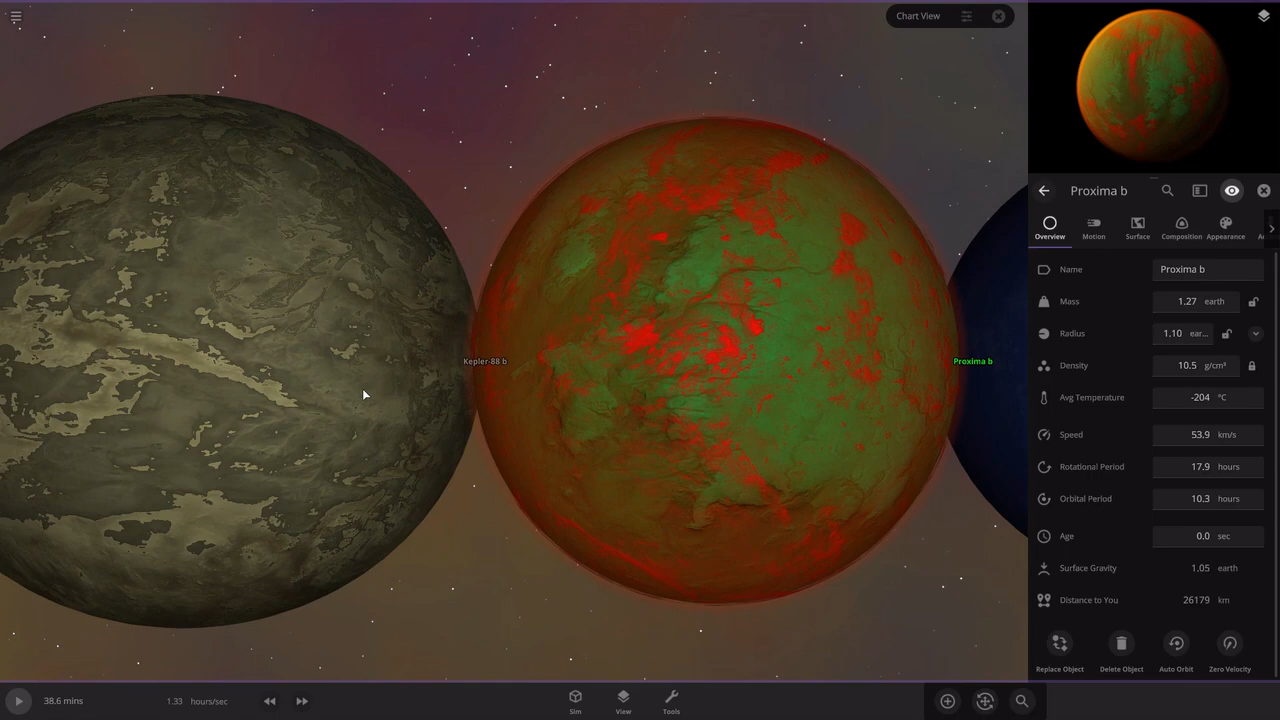 Chart View
Kepler-88 b
Proxima b
Proxima b
Overview
Motion
Surface
Composition
Appearance
Name
Proxima b
Mass
1.27 earth
Radius
1.10 ear...
Density
10.5 g/cm³
Avg Temperature
-204 °C
Speed
53.9 km/s
Rotational Period
17.9 hours
Orbital Period
10.3 hours
Age
0.0 sec
Surface Gravity
1.05 earth
Distance to You
26179 km
Replace Object
Delete Object
Auto Orbit
Zero Velocity
38.6 mins
1.33 hours/sec
Sim
View
Tools